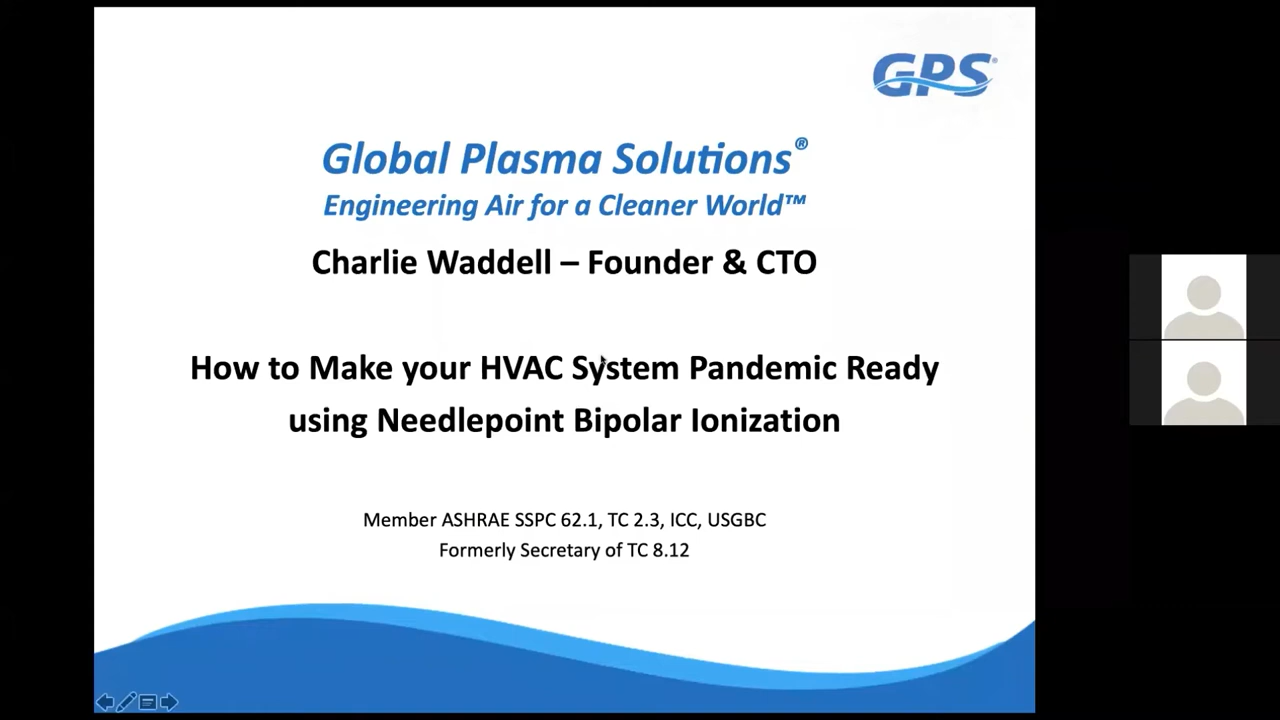 GPS®
Global Plasma Solutions®
Engineering Air for a Cleaner World™
Charlie Waddell – Founder & CTO
How to Make your HVAC System Pandemic Ready
using Needlepoint Bipolar Ionization
Member ASHRAE SSPC 62.1, TC 2.3, ICC, USGBC
Formerly Secretary of TC 8.12